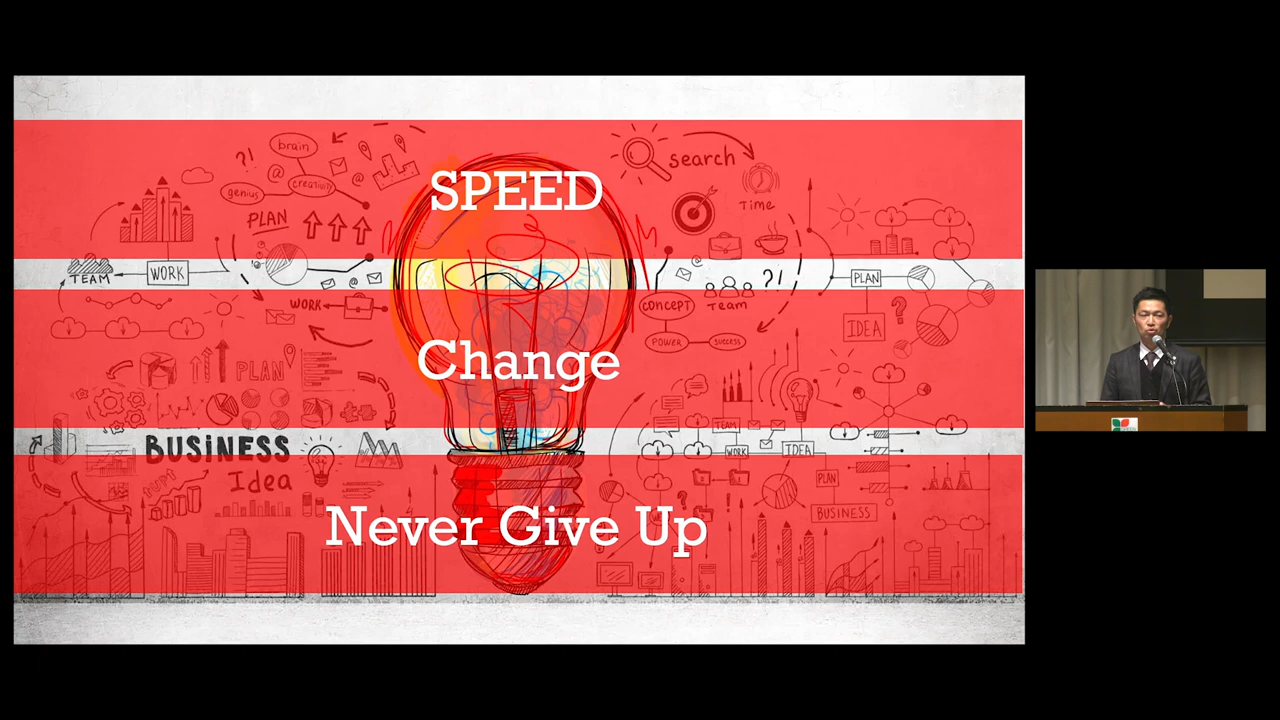 SPEED
Change
Never Give Up
brain
?!
@
genius
creativity
@
PLAN
search
Time
TEAM
WORK
@
@
?!
Team
PLAN
WORK
concept
IDEA
?
POWER
SUCCESS
PLAN
TEAM
WORK
IDEA
BUSINESS
Idea
PLAN
?
BUSINESS